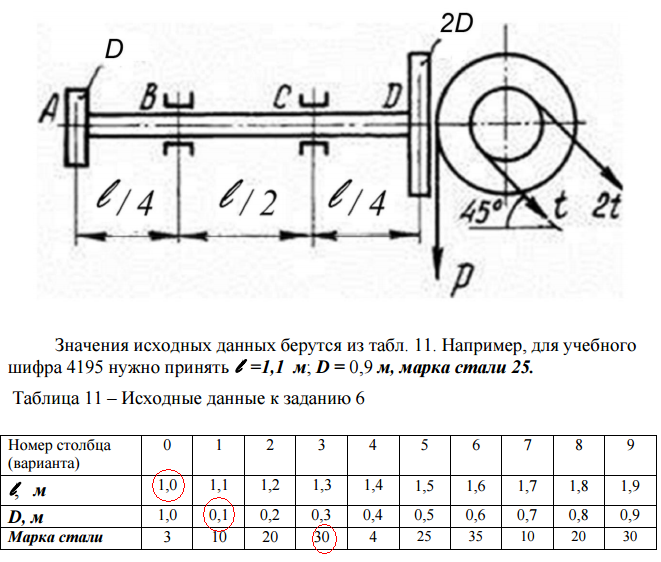 D
2D
A
B
C
D
ℓ/4
ℓ/2
ℓ/4
45°
t
2t
P
Значения исходных данных берутся из табл. 11. Например, для учебного
шифра 4195 нужно принять ℓ =1,1 м; D = 0,9 м, марка стали 25.
Таблица 11 – Исходные данные к заданию 6
Номер столбца (варианта) 0 1 2 3 4 5 6 7 8 9
ℓ, м 1,0 1,1 1,2 1,3 1,4 1,5 1,6 1,7 1,8 1,9
D, м 1,0 0,1 0,2 0,3 0,4 0,5 0,6 0,7 0,8 0,9
Марка стали 3 10 20 30 4 25 35 10 20 30